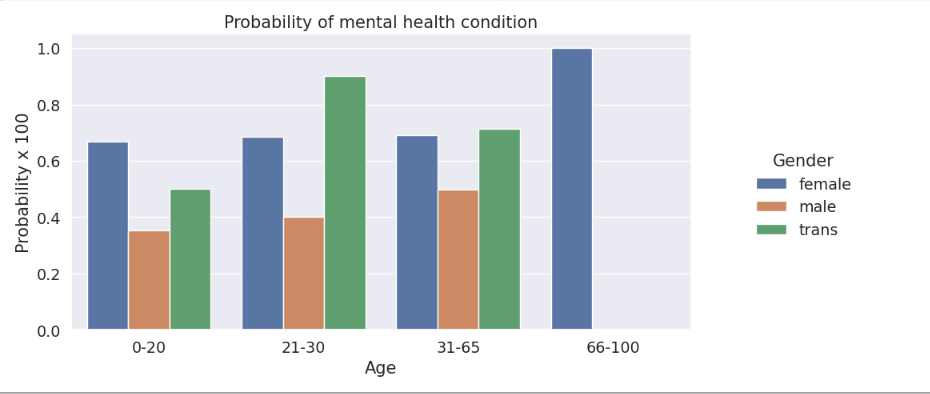 Probability of mental health condition
Probability x 100
1.0
0.8
0.6
0.4
0.2
0.0
0-20 21-30 31-65 66-100
Age
Gender
female
male
trans